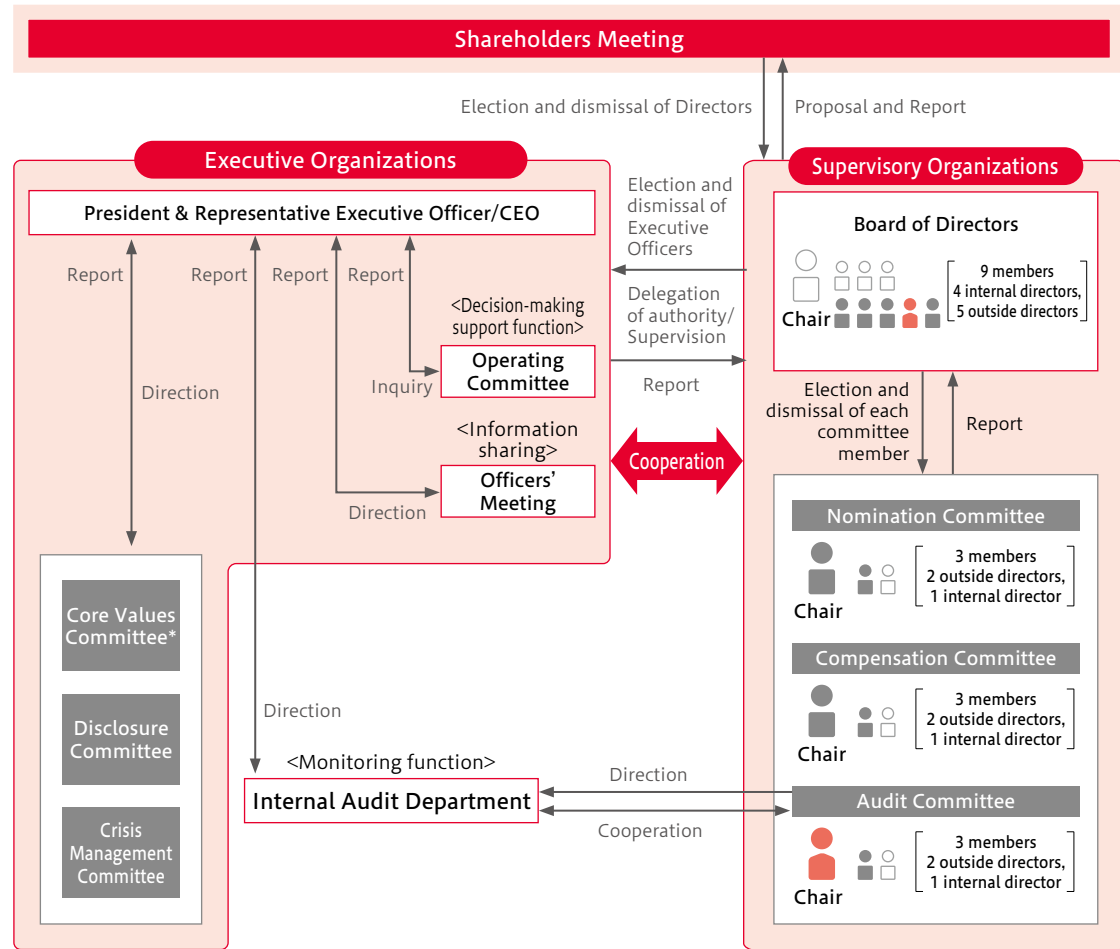 Shareholders Meeting
Election and dismissal of Directors
Proposal and Report
Executive Organizations
President & Representative Executive Officer/CEO
Report
Report
Report
Report
<Decision-making
support function>
Operating
Committee
Inquiry
Direction
<Information
sharing>
Officers'
Meeting
Direction
Core Values
Committee*
Disclosure
Committee
Crisis
Management
Committee
Direction
<Monitoring function>
Internal Audit Department
Election and
dismissal of
Executive
Officers
Delegation
of authority/
Supervision
Report
Cooperation
Supervisory Organizations
Board of Directors
Chair
9 members
4 internal directors,
5 outside directors
Election and
dismissal of each
committee
member
Report
Nomination Committee
Chair
3 members
2 outside directors,
1 internal director
Compensation Committee
Chair
3 members
2 outside directors,
1 internal director
Direction
Cooperation
Audit Committee
Chair
3 members
2 outside directors,
1 internal director